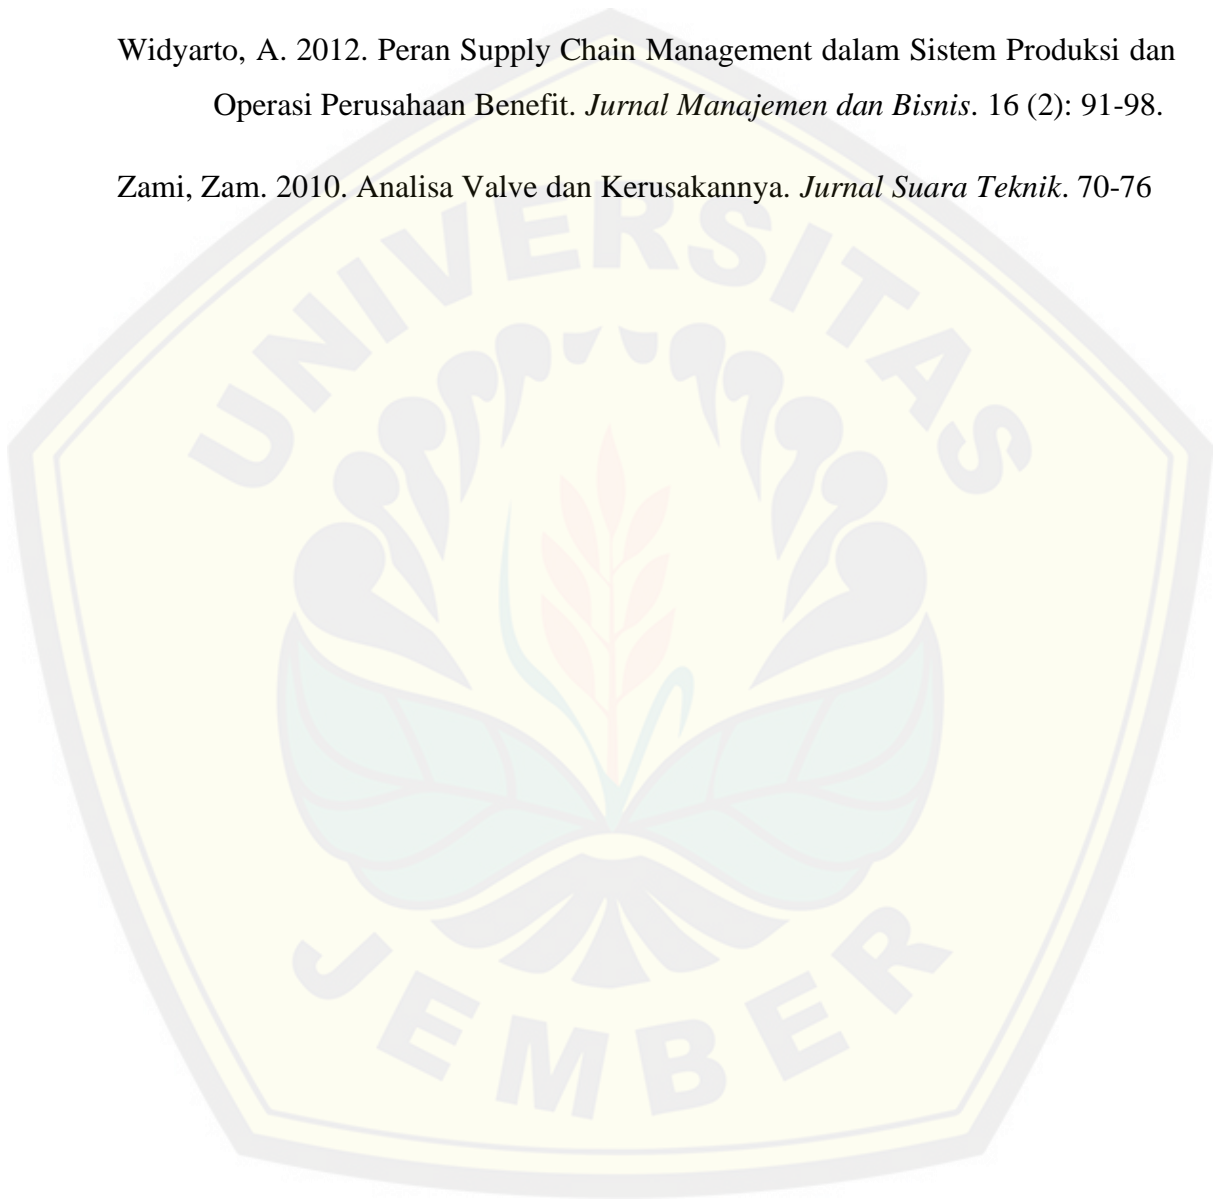 Widyarto, A. 2012. Peran Supply Chain Management dalam Sistem Produksi dan
Operasi Perusahaan Benefit. Jurnal Manajemen dan Bisnis. 16 (2): 91-98.
Zami, Zam. 2010. Analisa Valve dan Kerusakannya. Jurnal Suara Teknik. 70-76
UNIVERSITAS
JEMBER